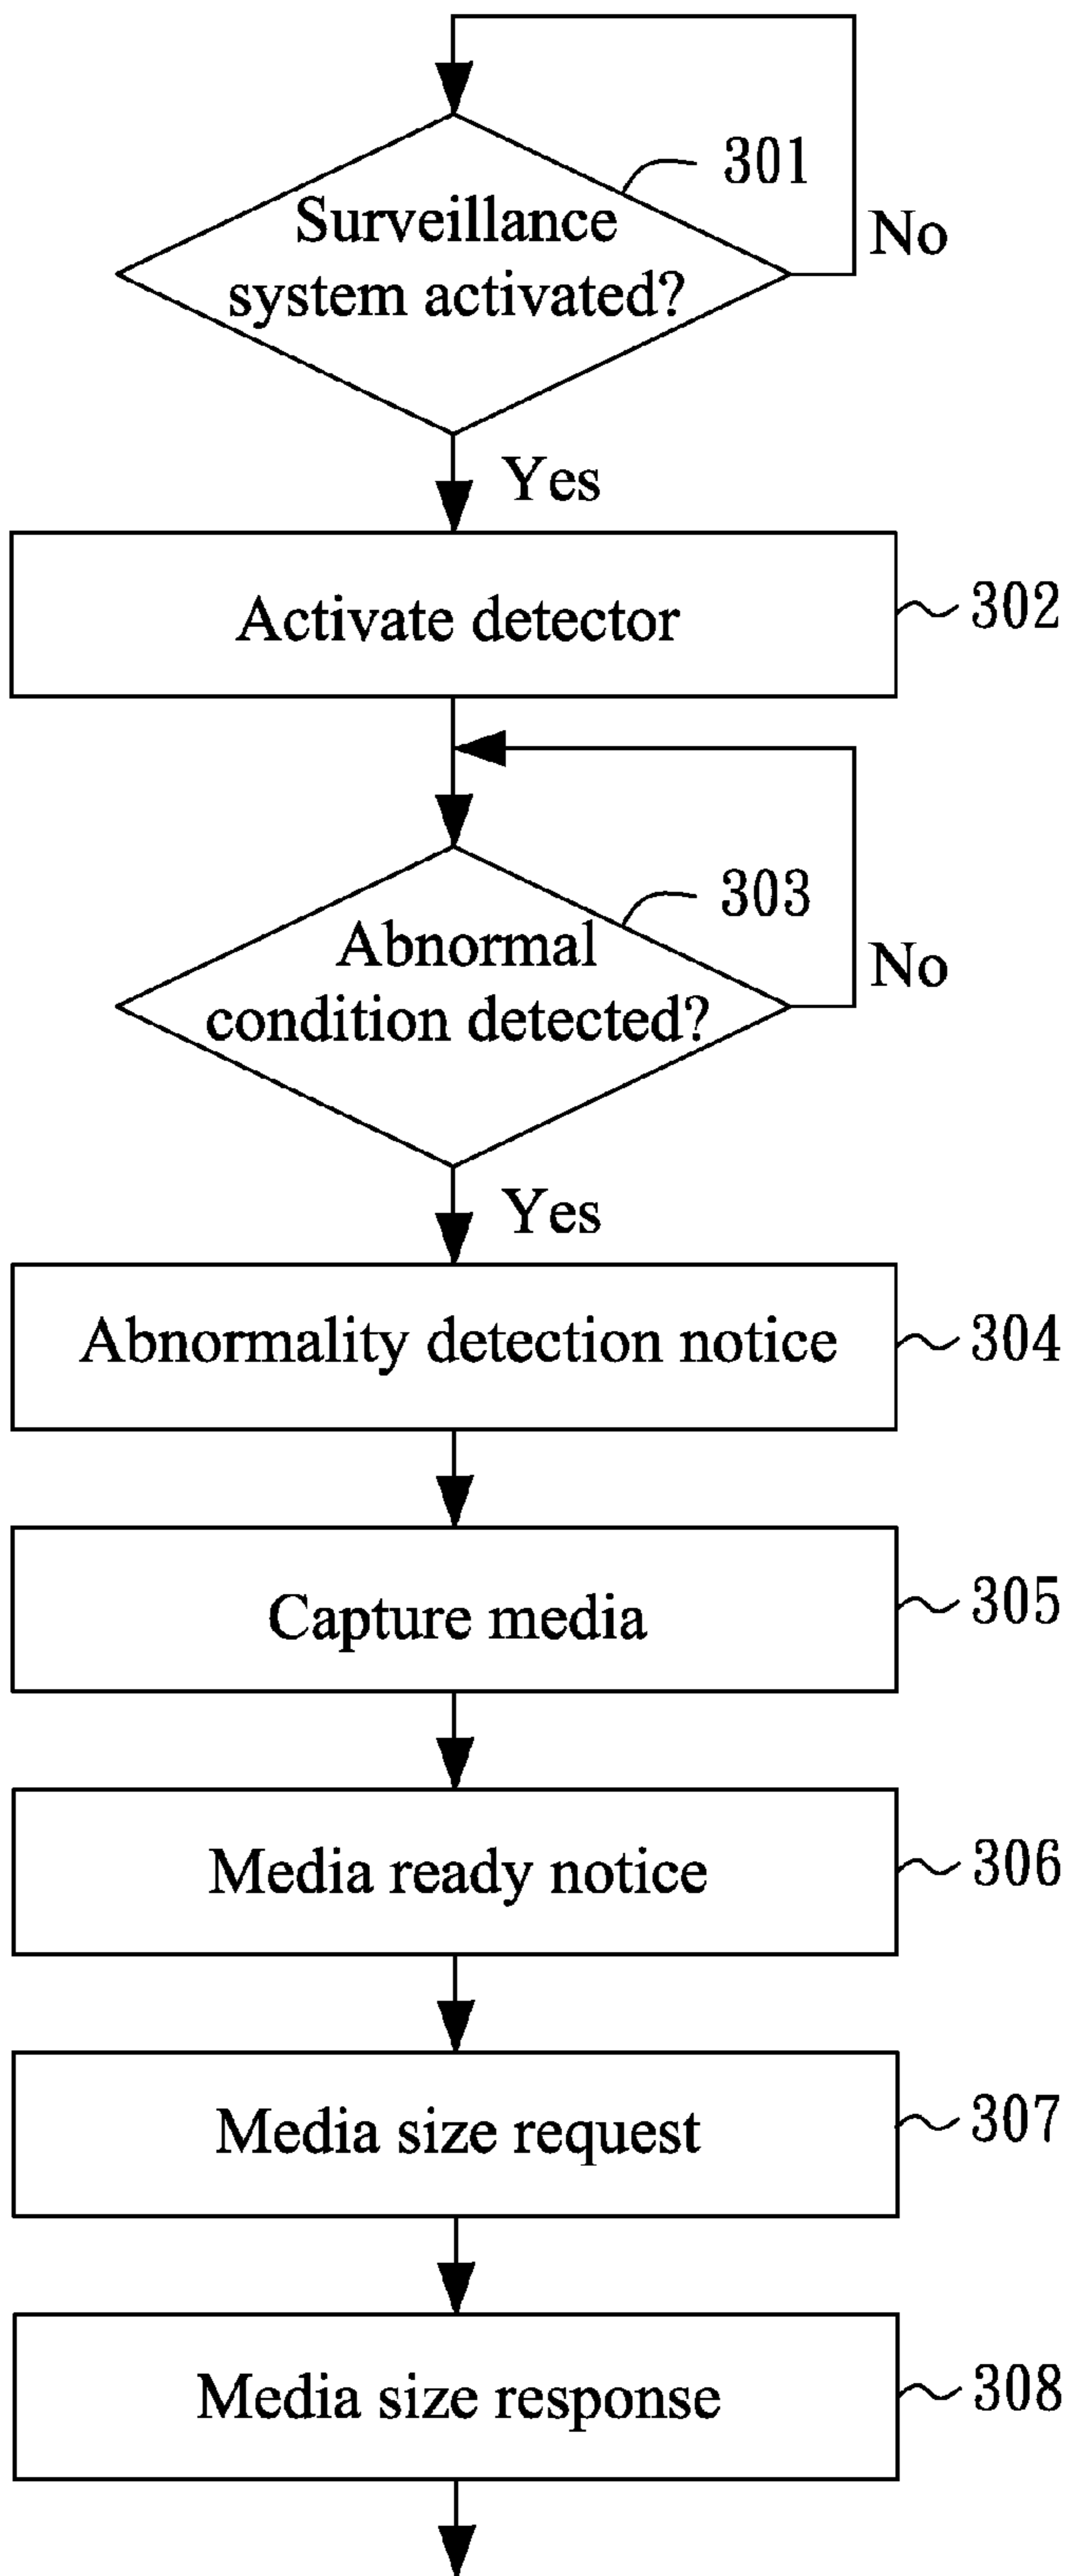 301
Surveillance
system activated?
No
Yes
Activate detector
302
303
Abnormal
condition detected?
No
Yes
Abnormality detection notice
304
Capture media
305
Media ready notice
306
Media size request
307
Media size response
308